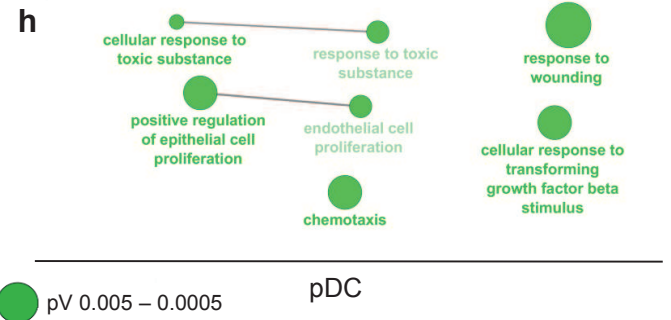 h
cellular response to
toxic substance
response to toxic
substance
response to
wounding
positive regulation
of epithelial cell
proliferation
endothelial cell
proliferation
cellular response to
transforming
growth factor beta
stimulus
chemotaxis
pDC
pV 0.005 – 0.0005